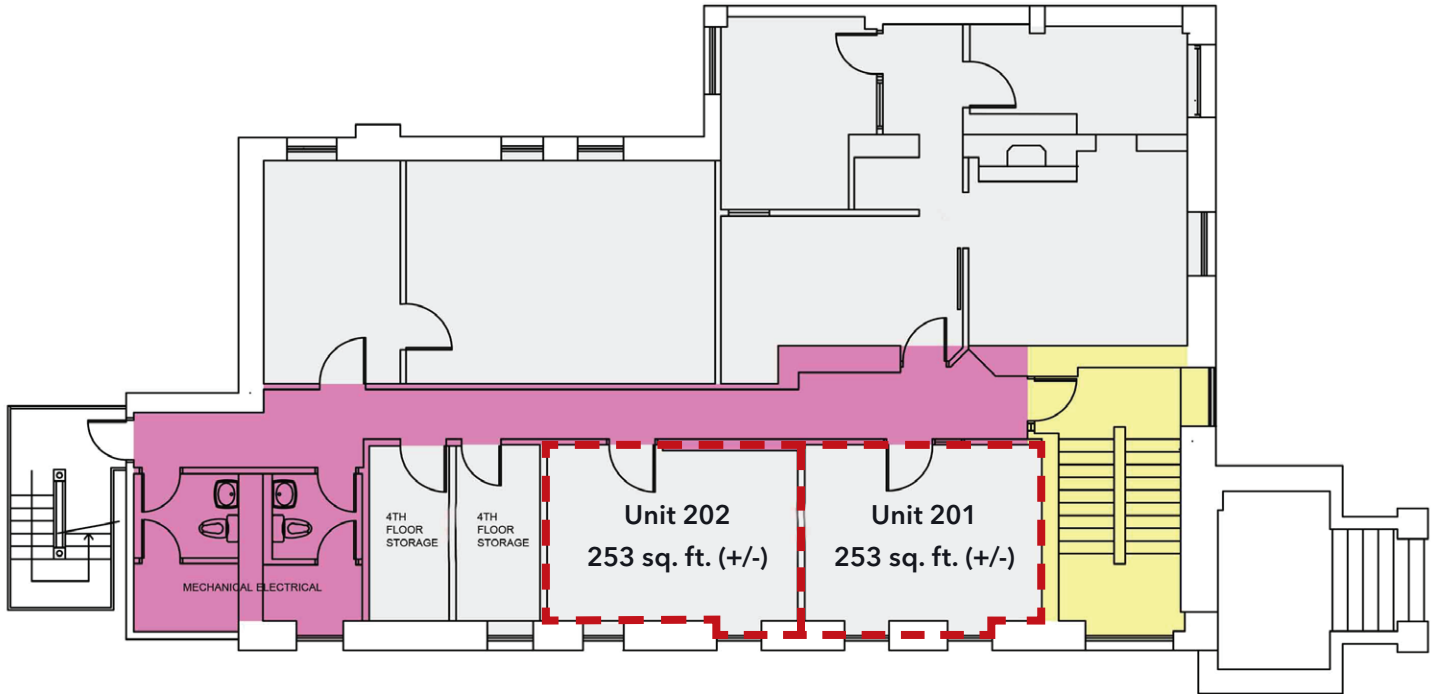 4TH
FLOOR
STORAGE
4TH
FLOOR
STORAGE
Unit 202
253 sq. ft. (+/-)
Unit 201
253 sq. ft. (+/-)
MECHANICAL ELECTRICAL